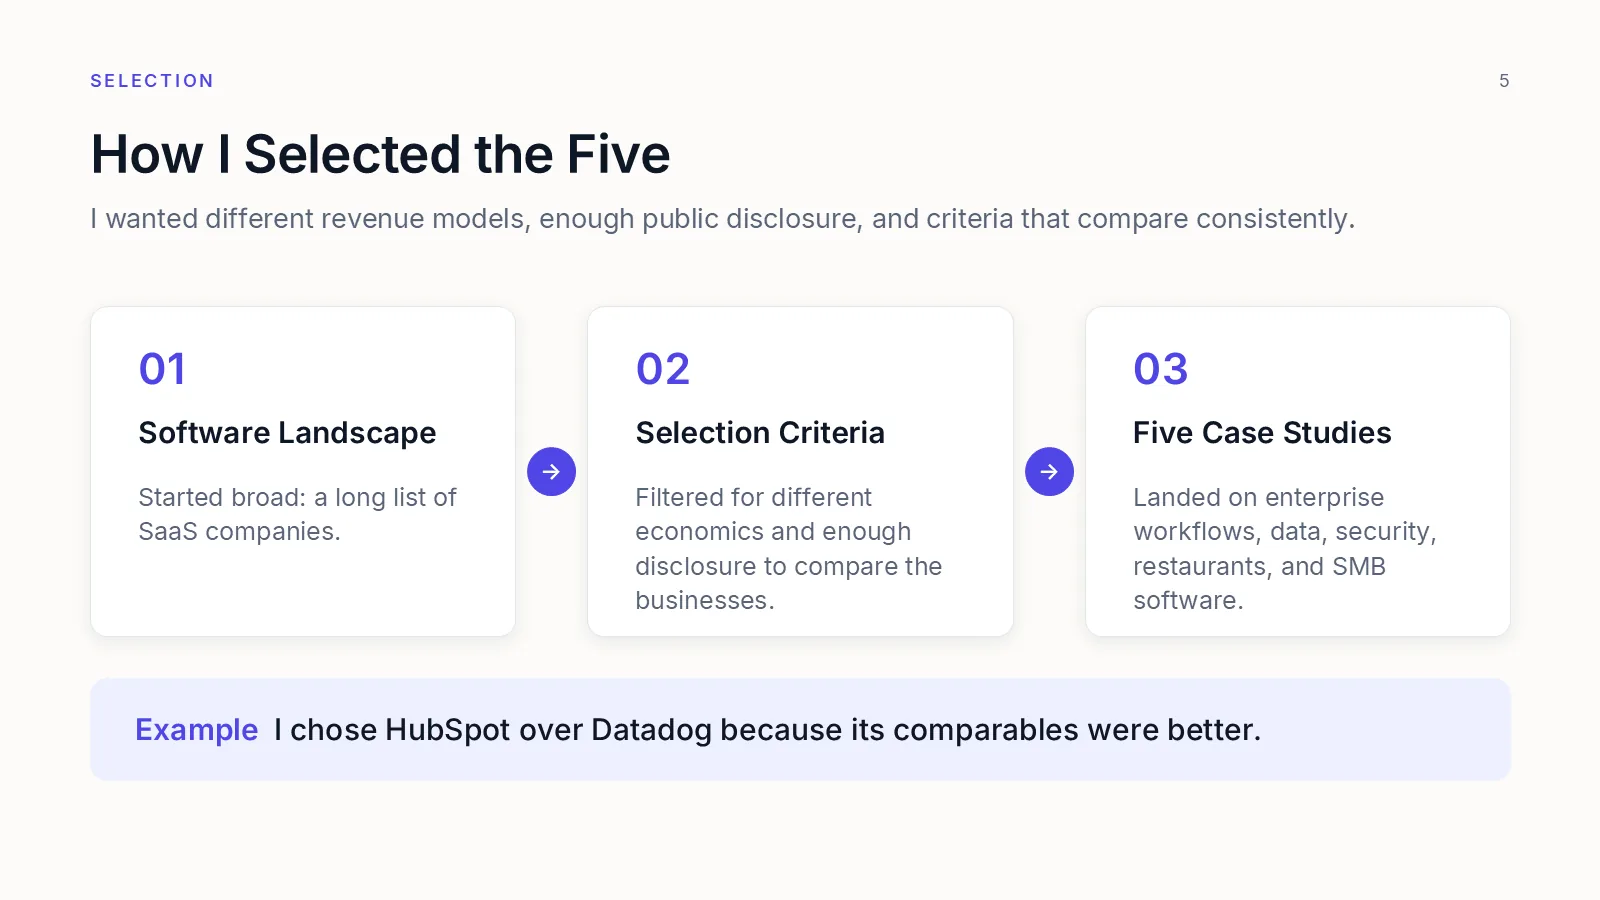 SELECTION
5
How I Selected the Five
I wanted different revenue models, enough public disclosure, and criteria that compare consistently.
01
Software Landscape
Started broad: a long list of
SaaS companies.
→
02
Selection Criteria
Filtered for different
economics and enough
disclosure to compare the
businesses.
→
03
Five Case Studies
Landed on enterprise
workflows, data, security,
restaurants, and SMB
software.
Example I chose HubSpot over Datadog because its comparables were better.